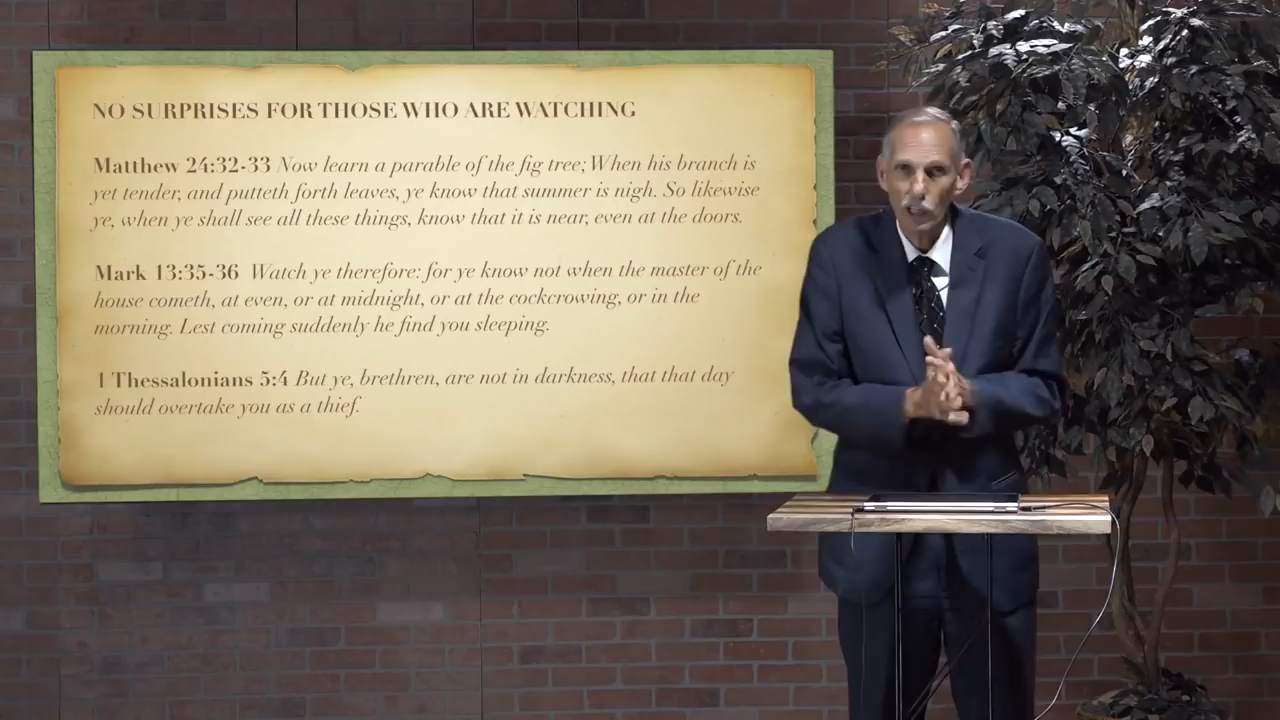 NO SURPRISES FOR THOSE WHO ARE WATCHING
Matthew 24:32-33 Now learn a parable of the fig tree; When his branch is
yet tender, and putteth forth leaves, ye know that summer is nigh. So likewise
ye, when ye shall see all these things, know that it is near, even at the doors.
Mark 13:35-36 Watch ye therefore: for ye know not when the master of the
house cometh, at even, or at midnight, or at the cockcrowing, or in the
morning. Lest coming suddenly he find you sleeping.
1 Thessalonians 5:4 But ye, brethren, are not in darkness, that that day
should overtake you as a thief.